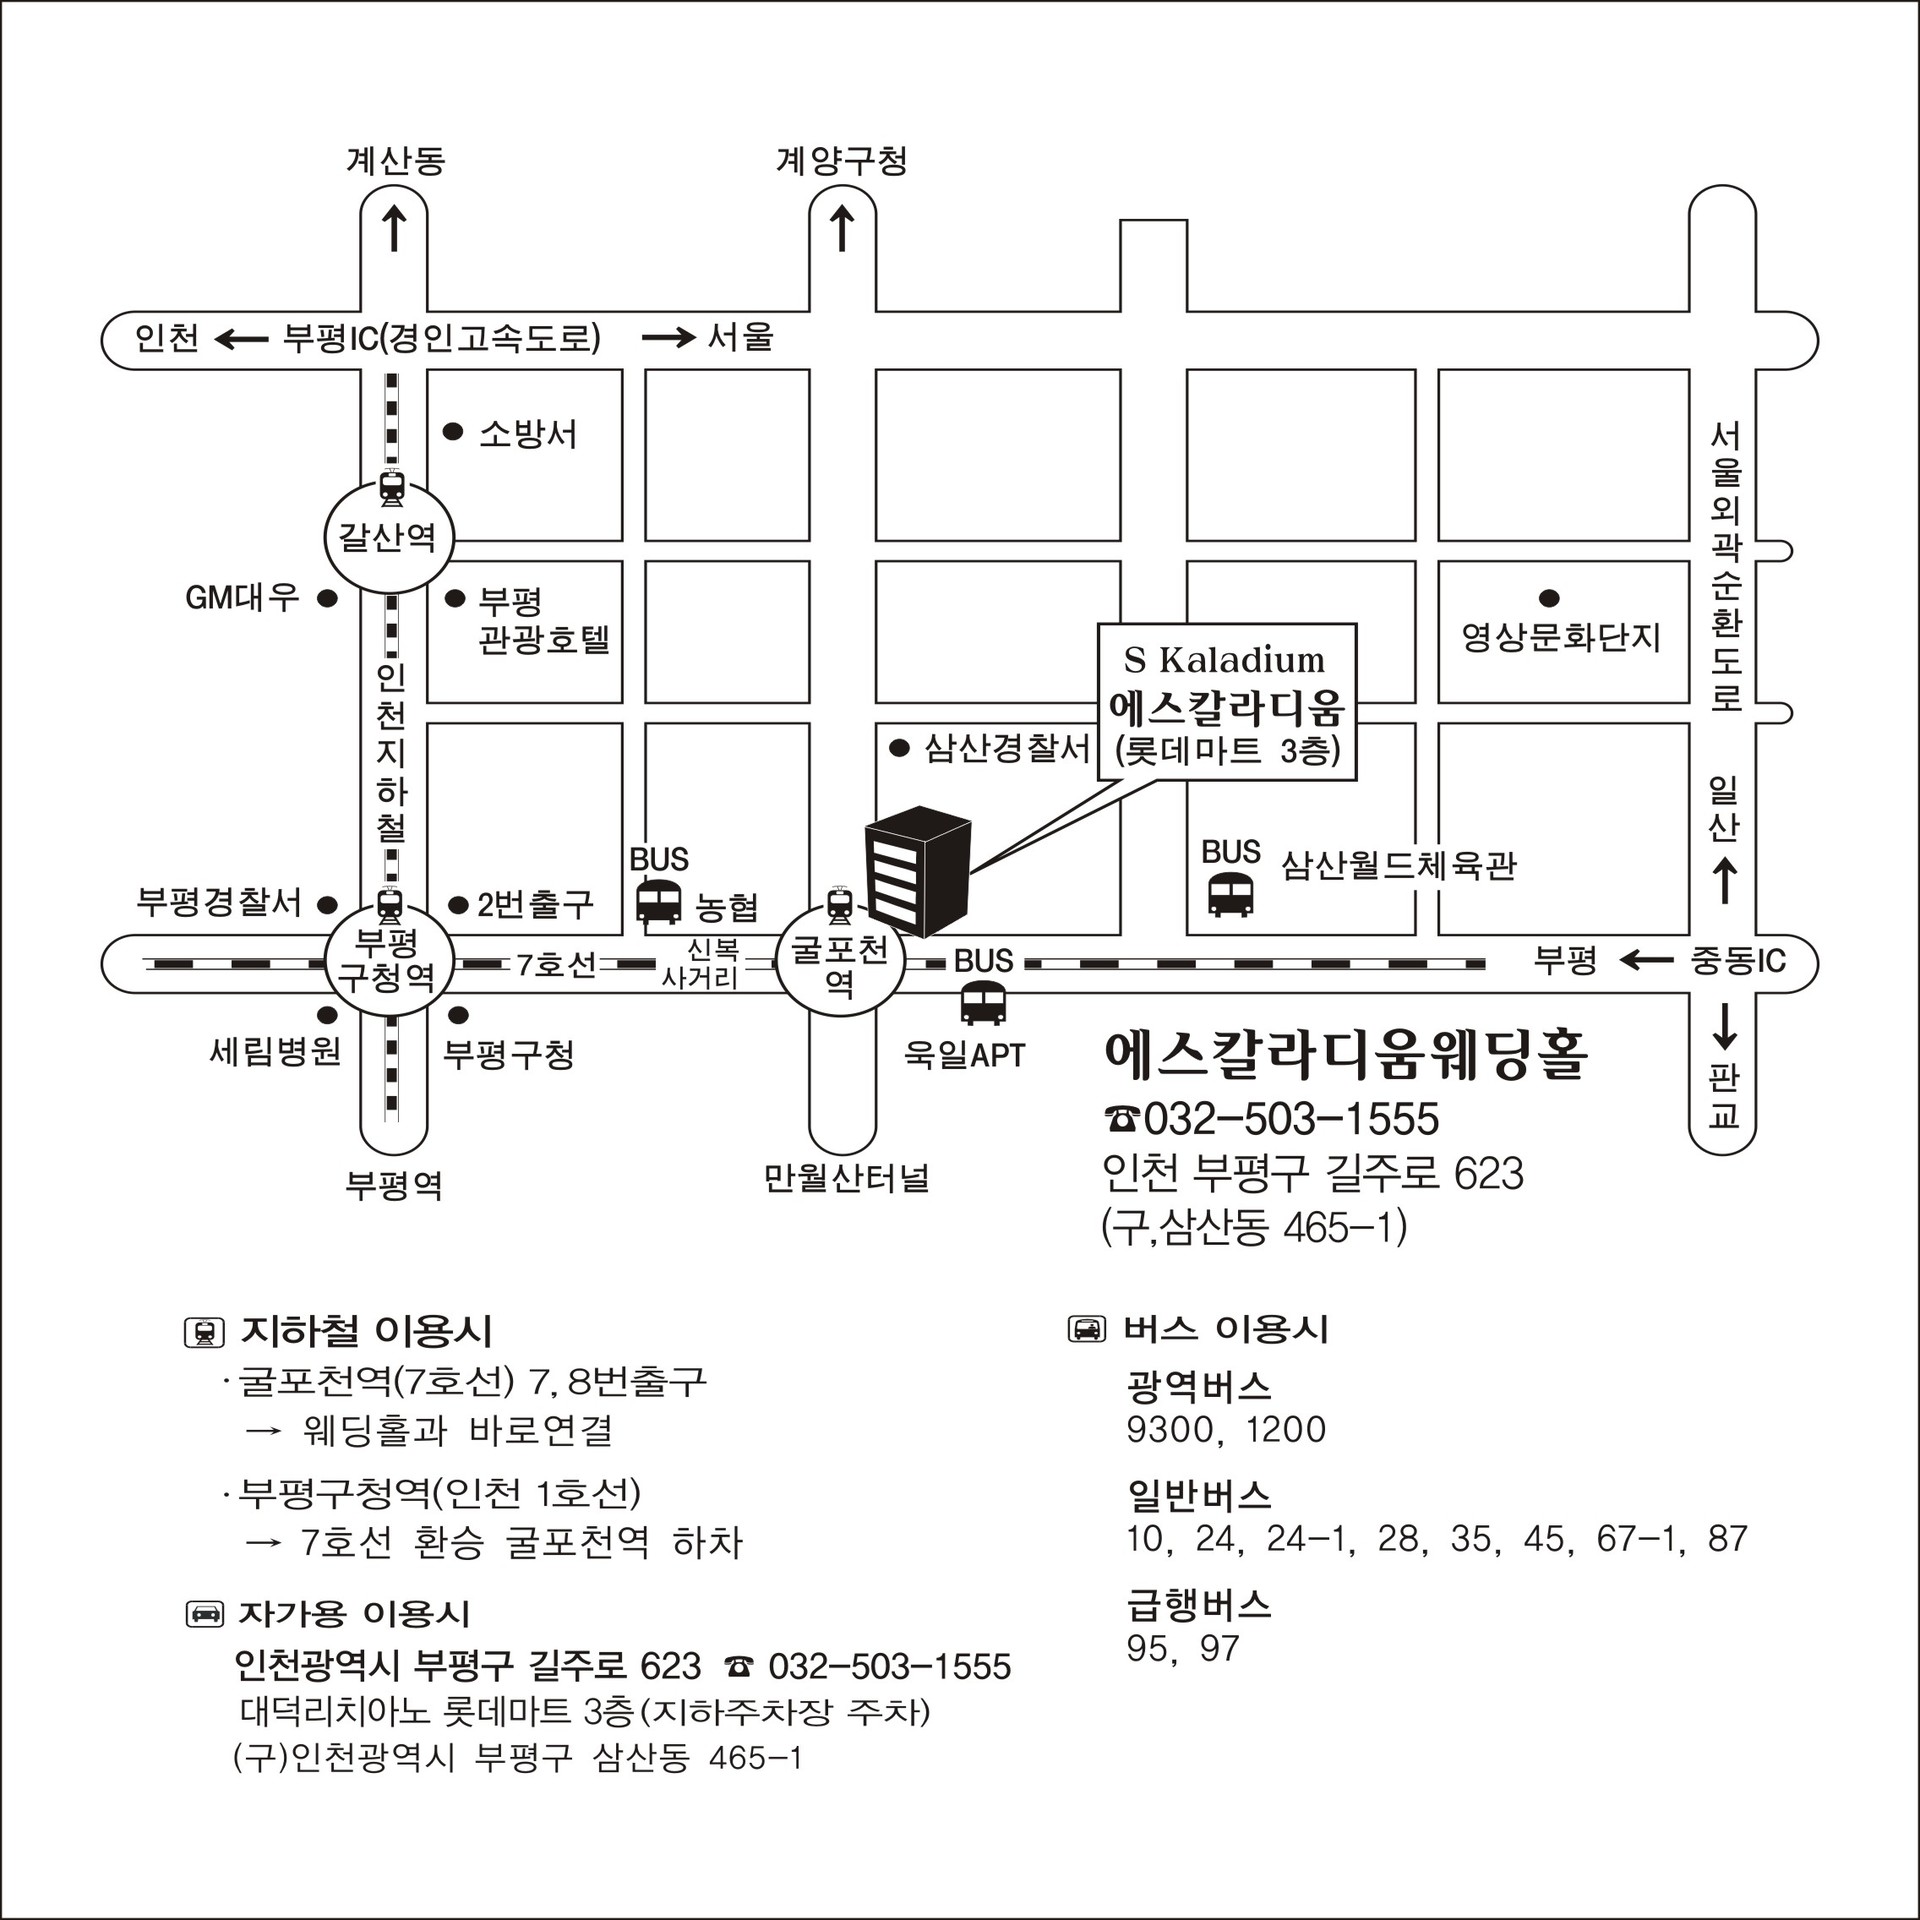 계산동
계양구청
인천 ← 부평IC(경인고속도로) → 서울
소방서
갈산역
GM대우
부평
관광호텔
영상문화단지
서울외곽순환도로
인천지하철
S Kaladium
에스칼라디움
(롯데마트 3층)
삼산경찰서
일산
BUS
BUS
삼산월드체육관
부평경찰서
2번출구
농협
부평
구청역
7호선
신복
사거리
굴포천
역
BUS
부평 ← 중동IC
세림병원
부평구청
욱일APT
판교
부평역
만월산터널
에스칼라디움웨딩홀
☎032-503-1555
인천 부평구 길주로 623
(구,삼산동 465-1)
지하철 이용시
·굴포천역(7호선) 7, 8번출구
→ 웨딩홀과 바로연결
·부평구청역(인천 1호선)
→ 7호선 환승 굴포천역 하차
자가용 이용시
인천광역시 부평구 길주로 623 ☎ 032-503-1555
대덕리치아노 롯데마트 3층(지하주차장 주차)
(구)인천광역시 부평구 삼산동 465-1
버스 이용시
광역버스
9300, 1200
일반버스
10, 24, 24-1, 28, 35, 45, 67-1, 87
급행버스
95, 97